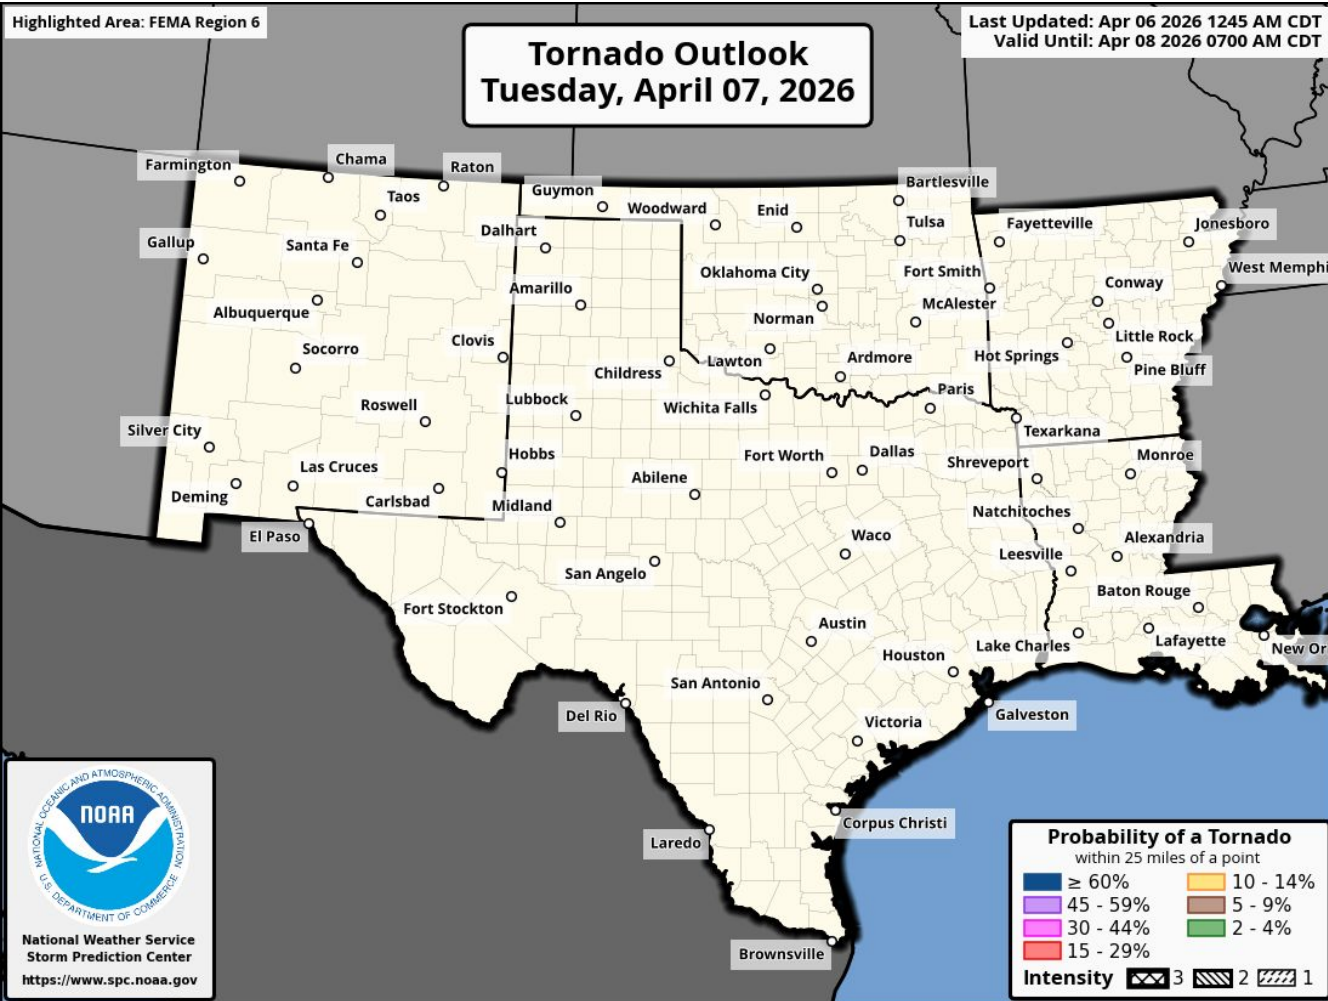 Highlighted Area: FEMA Region 6
Last Updated: Apr 06 2026 1245 AM CDT
Valid Until: Apr 08 2026 0700 AM CDT
Tornado Outlook
Tuesday, April 07, 2026
Farmington
Chama
Raton
Taos
Guymon
Woodward
Enid
Bartlesville
Tulsa
Fayetteville
Jonesboro
Gallup
Santa Fe
Dalhart
Oklahoma City
Fort Smith
West Memphi
Albuquerque
Amarillo
Norman
McAlester
Conway
Socorro
Clovis
Childress
Lawton
Ardmore
Hot Springs
Little Rock
Pine Bluff
Roswell
Lubbock
Wichita Falls
Paris
Texarkana
Silver City
Las Cruces
Hobbs
Abilene
Fort Worth
Dallas
Shreveport
Monroe
Deming
Carlsbad
Midland
Natchitoches
El Paso
San Angelo
Waco
Leesville
Alexandria
Fort Stockton
Austin
Baton Rouge
Houston
Lake Charles
Lafayette
New Or
San Antonio
Del Rio
Victoria
Galveston
Corpus Christi
Laredo
Brownsville
NATIONAL OCEANIC AND ATMOSPHERIC ADMINISTRATION
NOAA
U.S. DEPARTMENT OF COMMERCE
National Weather Service
Storm Prediction Center
https://www.spc.noaa.gov
Probability of a Tornado
within 25 miles of a point
≥ 60% 10 - 14%
45 - 59% 5 - 9%
30 - 44% 2 - 4%
15 - 29%
Intensity 3 2 1